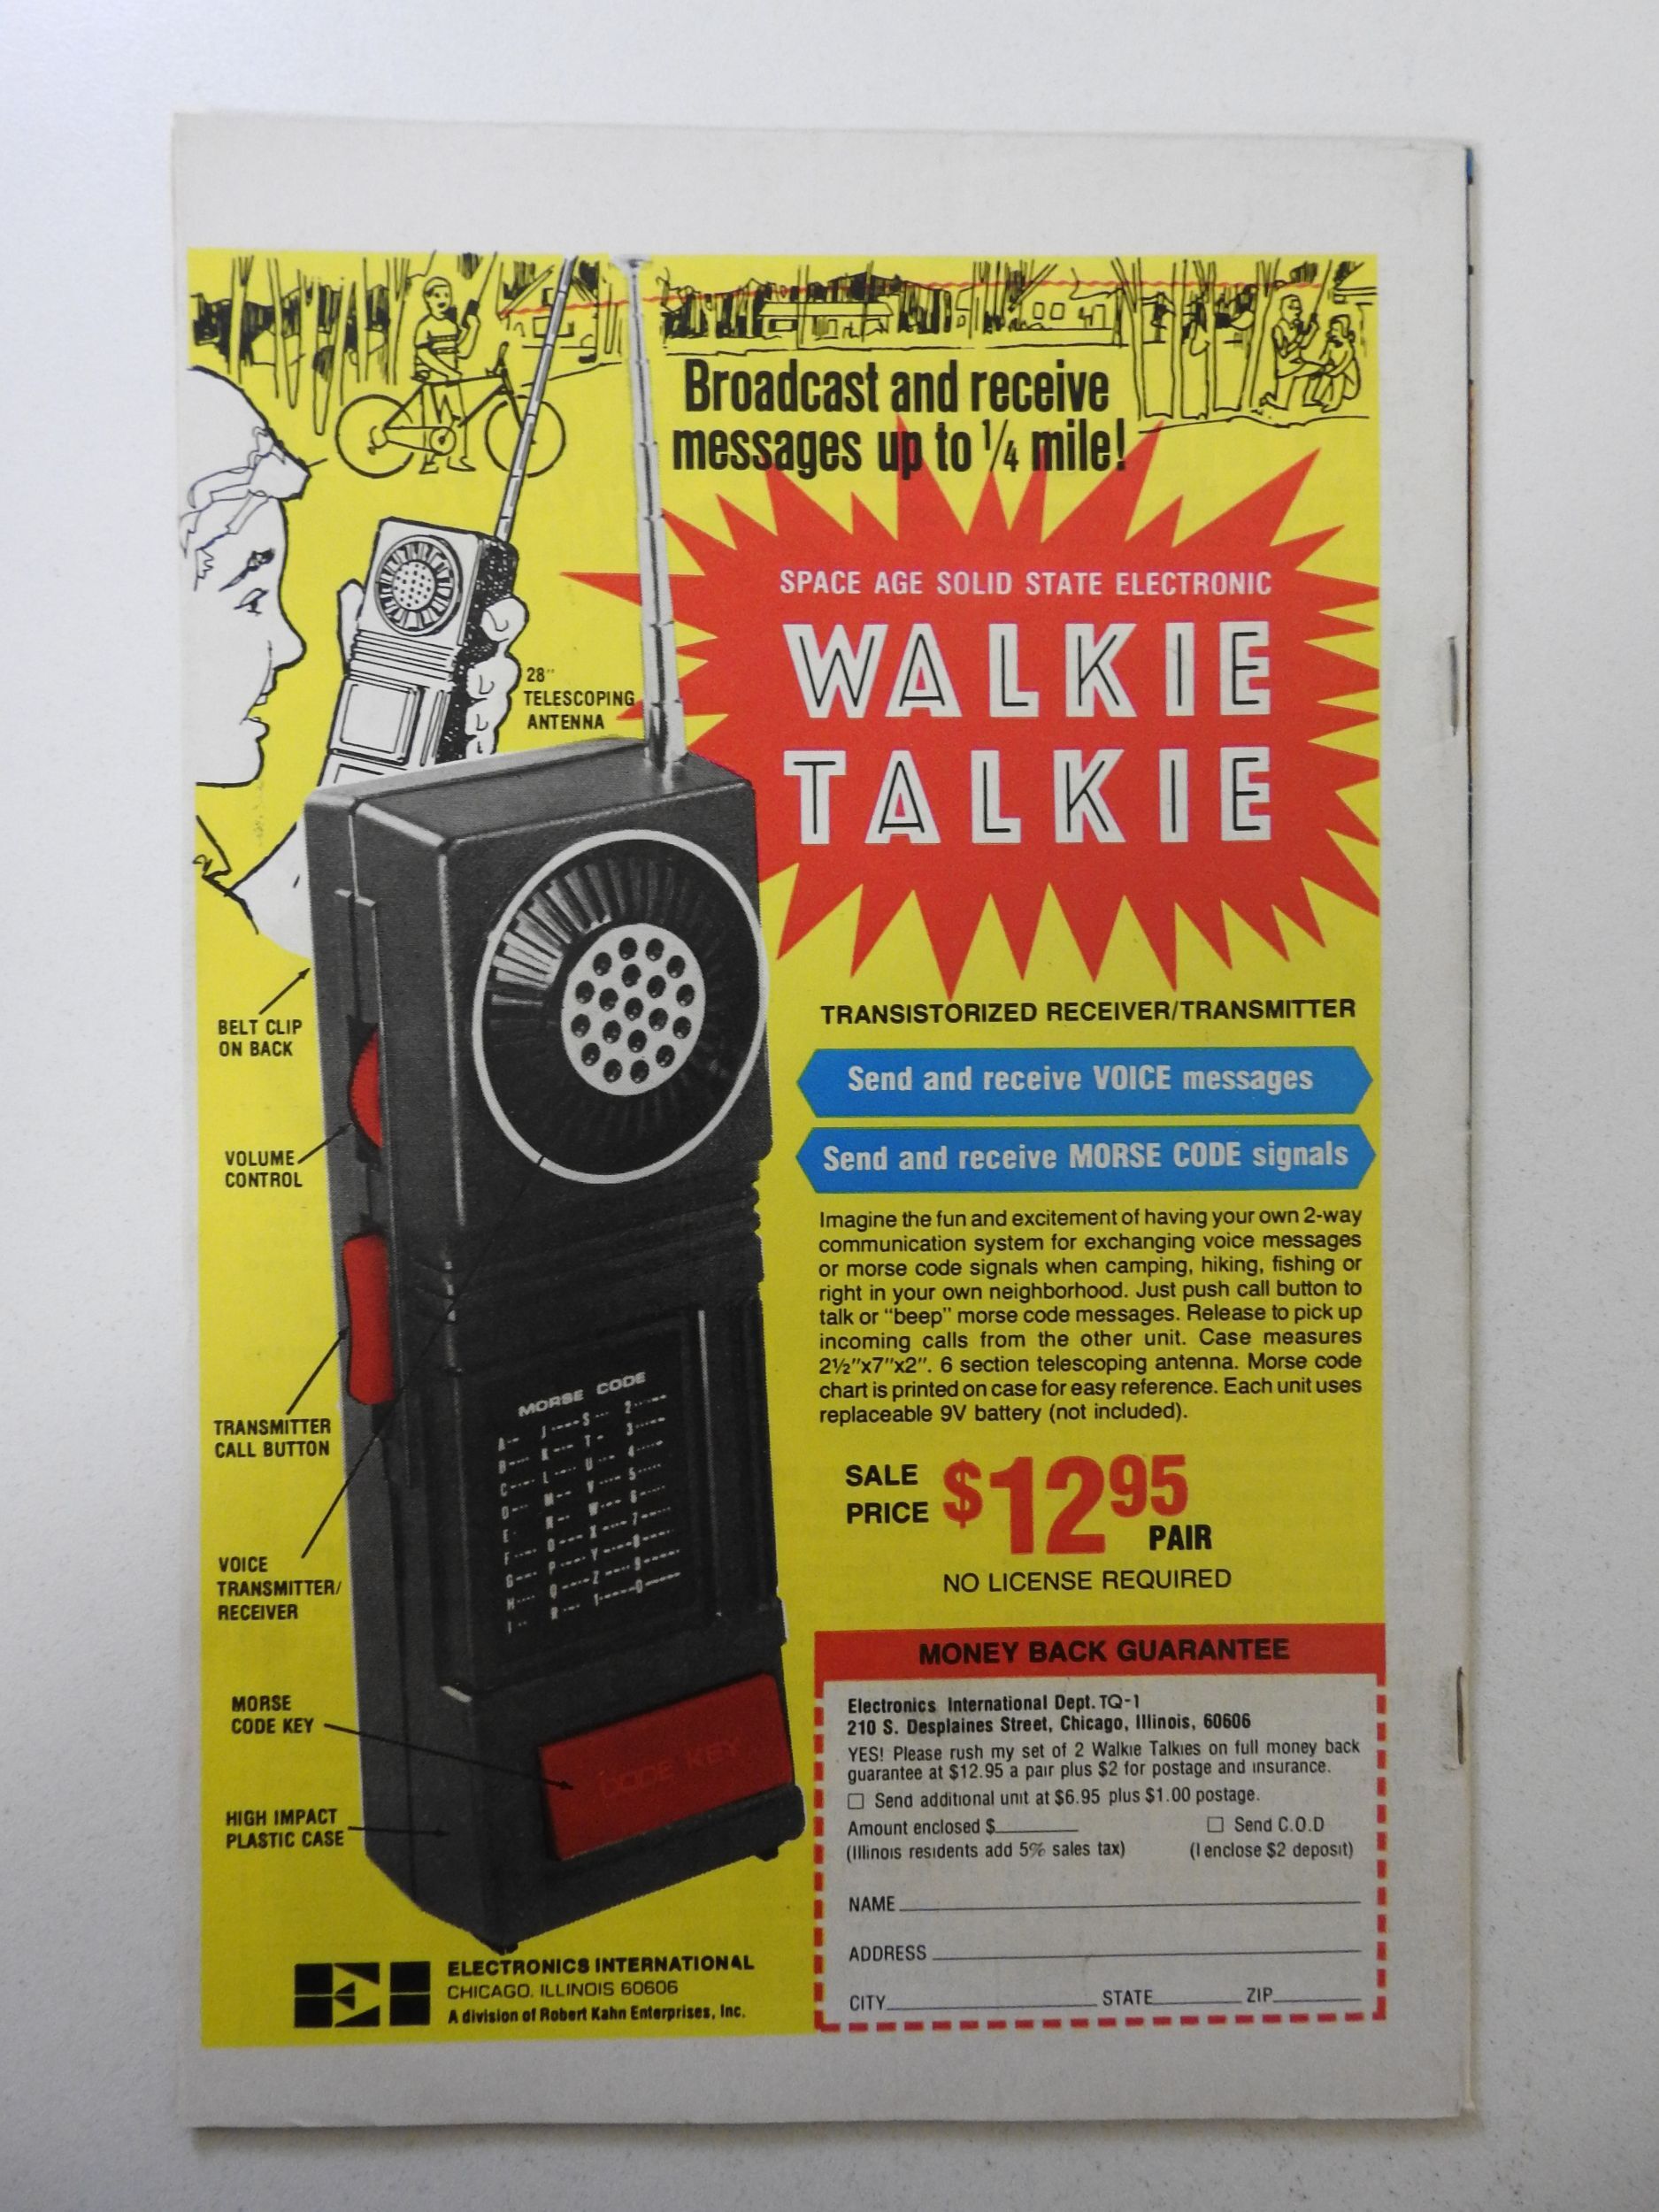 Broadcast and receive
messages up to 1/4 mile!
SPACE AGE SOLID STATE ELECTRONIC
WALKIE
TALKIE
28"
TELESCOPING
ANTENNA
BELT CLIP
ON BACK
VOLUME
CONTROL
TRANSMITTER
CALL BUTTON
VOICE
TRANSMITTER/
RECEIVER
MORSE
CODE KEY
HIGH IMPACT
PLASTIC CASE
MORSE CODE
CODE KEY
TRANSISTORIZED RECEIVER/TRANSMITTER
Send and receive VOICE messages
Send and receive MORSE CODE signals
Imagine the fun and excitement of having your own 2-way
communication system for exchanging voice messages
or morse code signals when camping, hiking, fishing or
right in your own neighborhood. Just push call button to
talk or "beep" morse code messages. Release to pick up
incoming calls from the other unit. Case measures
2½"x7"x2". 6 section telescoping antenna. Morse code
chart is printed on case for easy reference. Each unit uses
replaceable 9V battery (not included).
SALE
PRICE $12 95
PAIR
NO LICENSE REQUIRED
MONEY BACK GUARANTEE
Electronics International Dept. TQ-1
210 S. Desplaines Street, Chicago, Illinois, 60606
YES! Please rush my set of 2 Walkie Talkies on full money back
guarantee at $12.95 a pair plus $2 for postage and insurance.
☐ Send additional unit at $6.95 plus $1.00 postage.
Amount enclosed $________ ☐ Send C.O.D
(Illinois residents add 5% sales tax) (I enclose $2 deposit)
NAME
ADDRESS
CITY STATE ZIP
ELECTRONICS INTERNATIONAL
CHICAGO, ILLINOIS 60606
A division of Robert Kahn Enterprises, Inc.